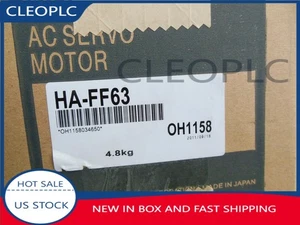 CLEOPLC
AC SERVO
MOTOR
CLEOPLC
HA-FF63
*OH1158034650*
OH1158
4.8kg
HOT SALE
US STOCK
MADE IN JAPAN
NEW IN BOX AND FAST SHIPPING